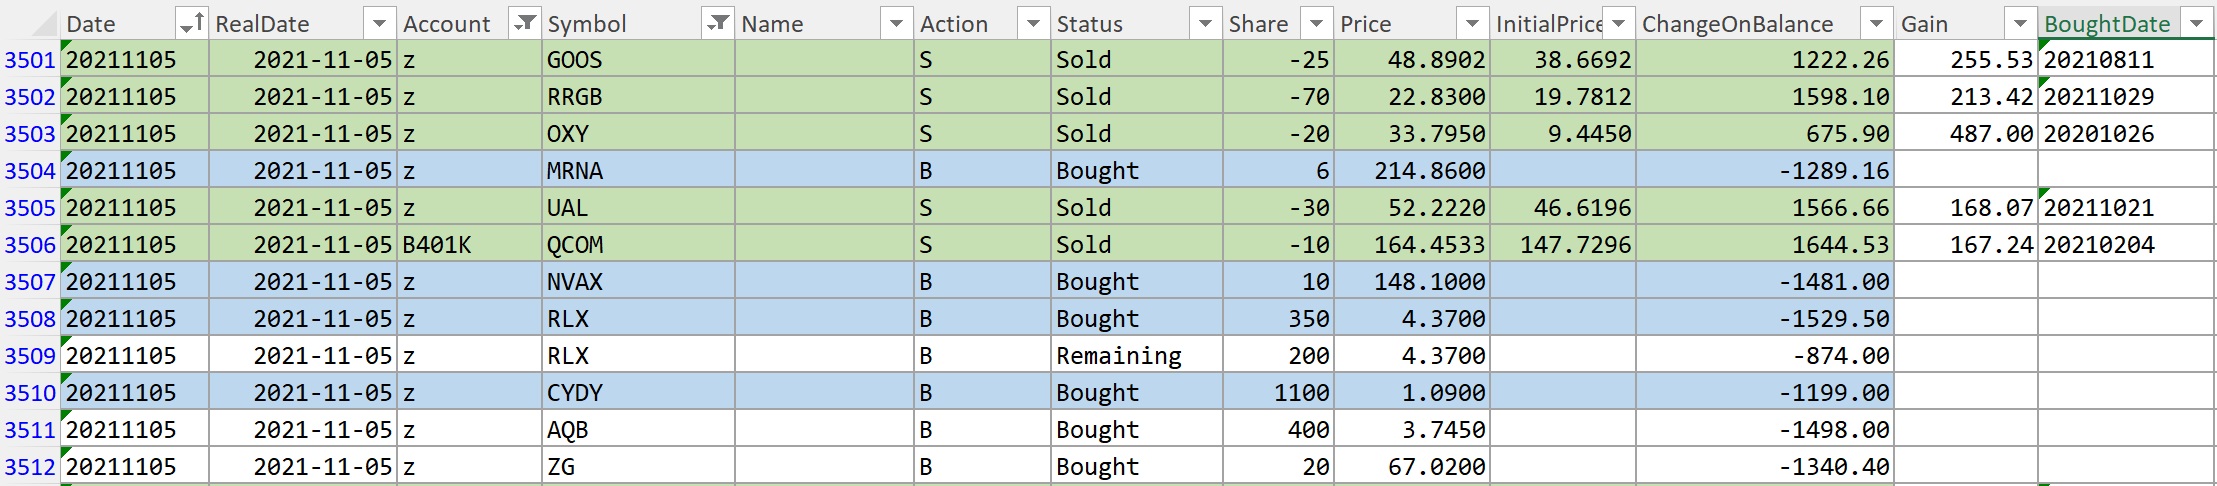 Date RealDate Account Symbol Name Action Status Share Price InitialPrice ChangeOnBalance Gain BoughtDate
3501 20211105 2021-11-05 z GOOS S Sold -25 48.8902 38.6692 1222.26 255.53 20210811
3502 20211105 2021-11-05 z RRGB S Sold -70 22.8300 19.7812 1598.10 213.42 20211029
3503 20211105 2021-11-05 z OXY S Sold -20 33.7950 9.4450 675.90 487.00 20201026
3504 20211105 2021-11-05 z MRNA B Bought 6 214.8600 -1289.16
3505 20211105 2021-11-05 z UAL S Sold -30 52.2220 46.6196 1566.66 168.07 20211021
3506 20211105 2021-11-05 B401K QCOM S Sold -10 164.4533 147.7296 1644.53 167.24 20210204
3507 20211105 2021-11-05 z NVAX B Bought 10 148.1000 -1481.00
3508 20211105 2021-11-05 z RLX B Bought 350 4.3700 -1529.50
3509 20211105 2021-11-05 z RLX B Remaining 200 4.3700 -874.00
3510 20211105 2021-11-05 z CYDY B Bought 1100 1.0900 -1199.00
3511 20211105 2021-11-05 z AQB B Bought 400 3.7450 -1498.00
3512 20211105 2021-11-05 z ZG B Bought 20 67.0200 -1340.40